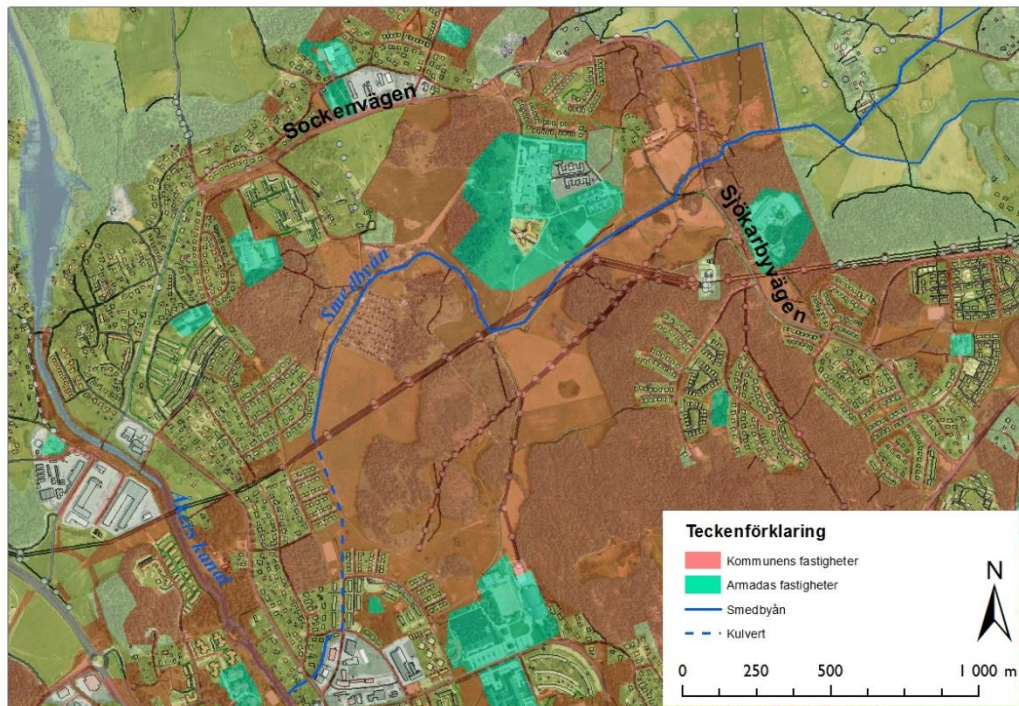 Sockenvägen
Smedbyån
Sjökarbyvägen
Åkers kanal
Teckenförklaring
Kommunens fastigheter
Armadas fastigheter
Smedbyån
Kulvert
N
0 250 500 1 000 m